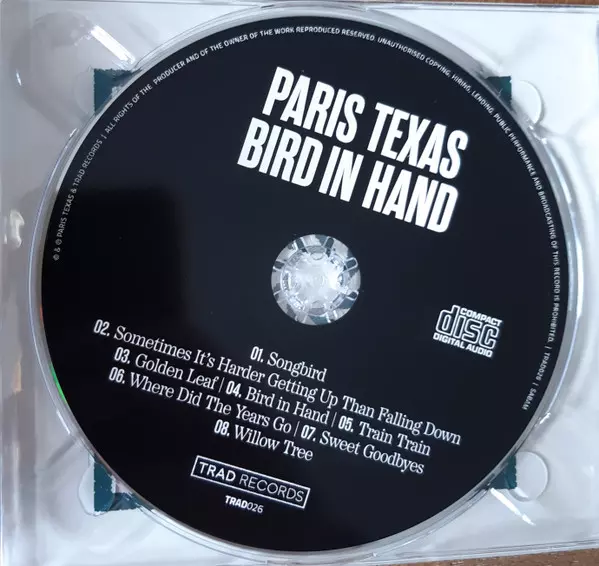 ℗ & © PARIS TEXAS & TRAD RECORDS | ALL RIGHTS OF THE PRODUCER AND OF THE OWNER OF THE WORK REPRODUCED RESERVED. UNAUTHORISED COPYING, HIRING, LENDING, PUBLIC PERFORMANCE AND BROADCASTING OF THIS RECORD IS PROHIBITED. | TRAD026 | SABAM
PARIS TEXAS
BIRD IN HAND
COMPACT
disc
DIGITAL AUDIO
01. Songbird
02. Sometimes It's Harder Getting Up Than Falling Down
03. Golden Leaf | 04. Bird in Hand | 05. Train Train
06. Where Did The Years Go | 07. Sweet Goodbyes
08. Willow Tree
TRAD RECORDS
TRAD026